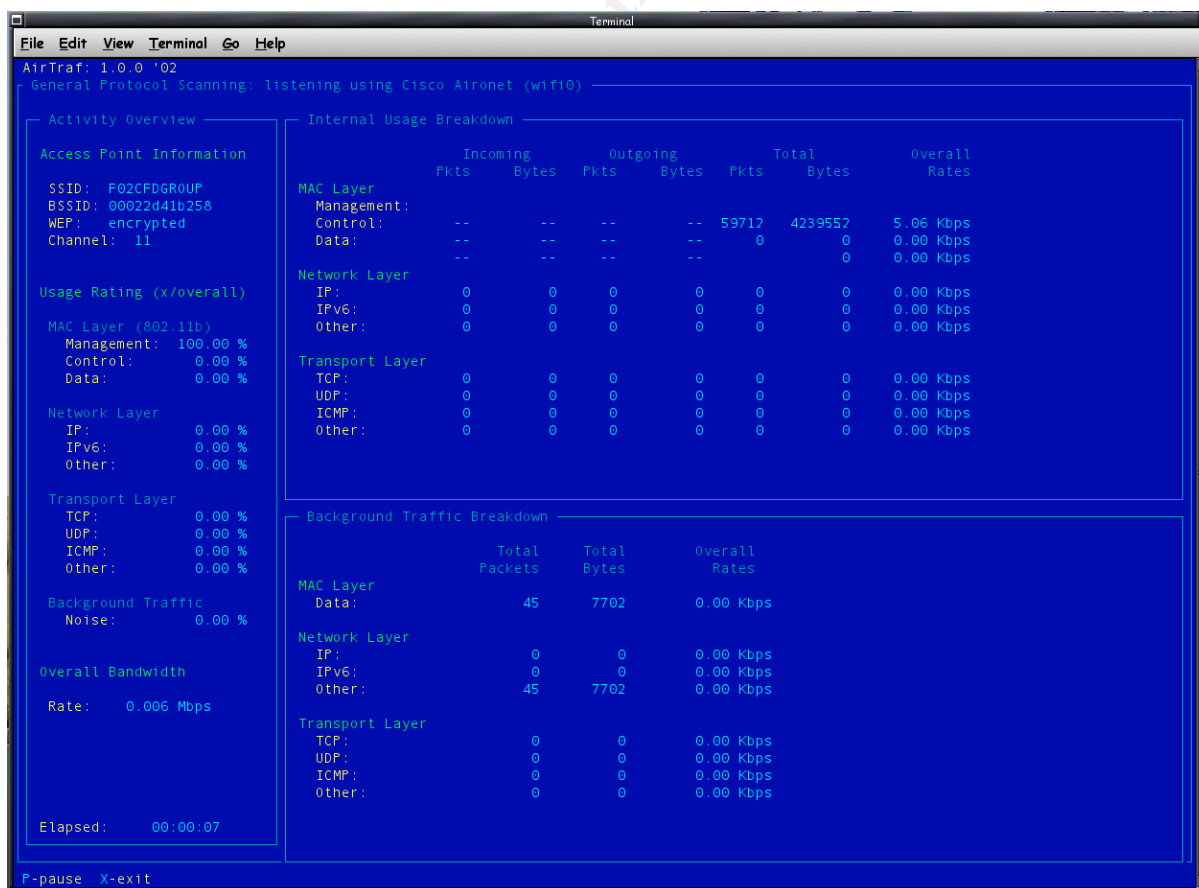 Terminal
File Edit View Terminal Go Help
AirTraf: 1.0.0 '02
General Protocol Scanning: listening using Cisco Aironet (wifi0)
Activity Overview
Access Point Information
SSID: F02CFDGROUP
BSSID: 00022d41b258
WEP: encrypted
Channel: 11
Usage Rating (x/overall)
MAC Layer (802.11b)
Management: 100.00 %
Control: 0.00 %
Data: 0.00 %
Network Layer
IP: 0.00 %
IPv6: 0.00 %
Other: 0.00 %
Transport Layer
TCP: 0.00 %
UDP: 0.00 %
ICMP: 0.00 %
Other: 0.00 %
Background Traffic
Noise: 0.00 %
Overall Bandwidth
Rate: 0.006 Mbps
Elapsed: 00:00:07
Internal Usage Breakdown
Incoming Outgoing Total Overall
Pkts Bytes Pkts Bytes Pkts Bytes Rates
MAC Layer
Management:
Control: -- -- -- -- 59712 4239552 5.06 Kbps
Data: -- -- -- -- 0 0 0.00 Kbps
-- -- -- -- 0 0.00 Kbps
Network Layer
IP: 0 0 0 0 0 0 0.00 Kbps
IPv6: 0 0 0 0 0 0 0.00 Kbps
Other: 0 0 0 0 0 0 0.00 Kbps
Transport Layer
TCP: 0 0 0 0 0 0 0.00 Kbps
UDP: 0 0 0 0 0 0 0.00 Kbps
ICMP: 0 0 0 0 0 0 0.00 Kbps
Other: 0 0 0 0 0 0 0.00 Kbps
Background Traffic Breakdown
Total Total Overall
Packets Bytes Rates
MAC Layer
Data: 45 7702 0.00 Kbps
Network Layer
IP: 0 0 0.00 Kbps
IPv6: 0 0 0.00 Kbps
Other: 45 7702 0.00 Kbps
Transport Layer
TCP: 0 0 0.00 Kbps
UDP: 0 0 0.00 Kbps
ICMP: 0 0 0.00 Kbps
Other: 0 0 0.00 Kbps
P-pause X-exit